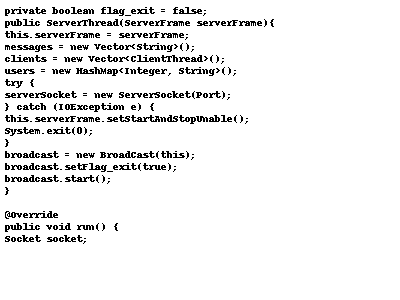 private boolean flag_exit = false;
public ServerThread(ServerFrame serverFrame){
this.serverFrame = serverFrame;
messages = new Vector<String>();
clients = new Vector<ClientThread>();
users = new HashMap<Integer, String>();
try {
serverSocket = new ServerSocket(Port);
} catch (IOException e) {
this.serverFrame.setStartAndStopUnable();
System.exit(0);
}
broadcast = new BroadCast(this);
broadcast.setFlag_exit(true);
broadcast.start();
}
@Override
public void run() {
Socket socket;